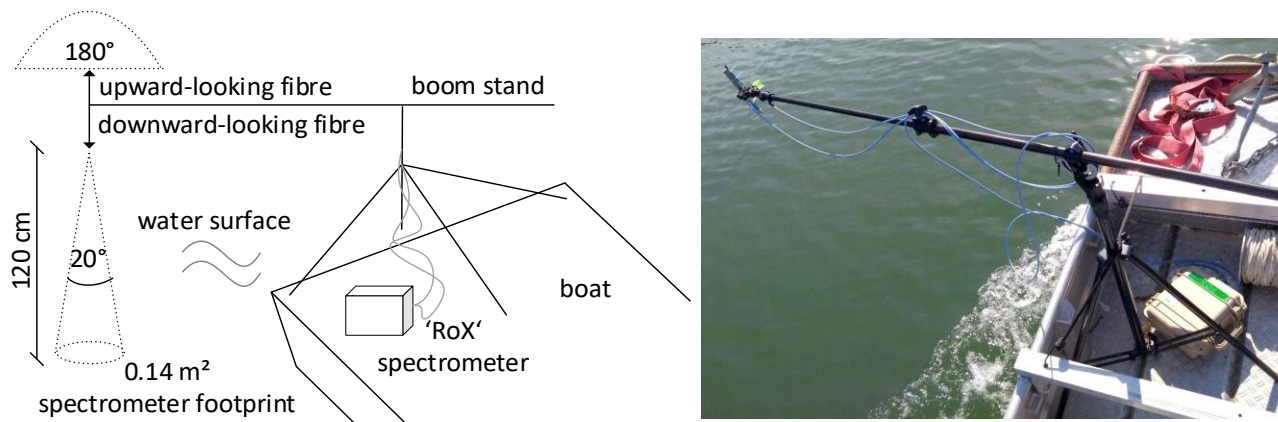 180°
upward-looking fibre
boom stand
downward-looking fibre
water surface
120 cm
20°
boat
‘RoX‘
spectrometer
0.14 m²
spectrometer footprint